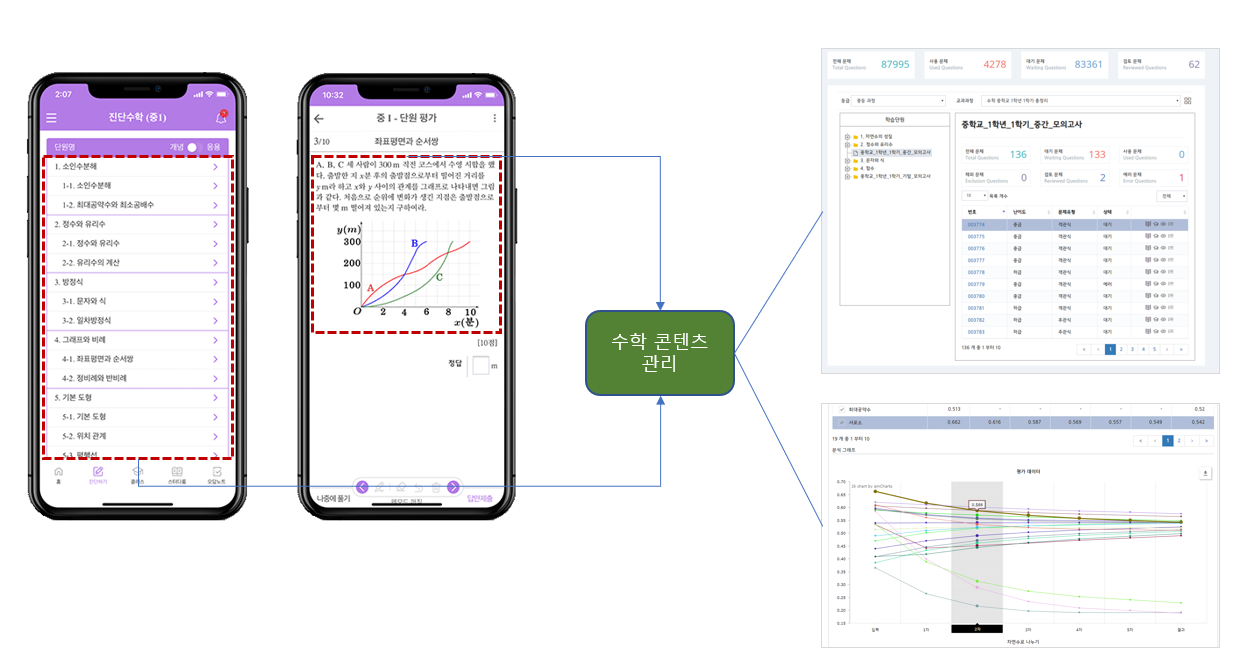 2:07
진단수학 (중1)
단원명 개념 응용
1. 소인수분해
1-1. 소인수분해
1-2. 최대공약수와 최소공배수
2. 정수와 유리수
2-1. 정수와 유리수
2-2. 유리수의 계산
3. 방정식
3-1. 문자와 식
3-2. 일차방정식
4. 그래프와 비례
4-1. 좌표평면과 순서쌍
4-2. 정비례와 반비례
5. 기본 도형
5-1. 기본 도형
5-2. 위치 관계
5-3. 평행선
홈 진단하기 클리닉 스터디룸 오답노트
10:32
중1 - 단원 평가
3/10 좌표평면과 순서쌍
A, B, C 세 사람이 300 m 직진 코스에서 수영 시합을 했
다. 출발한 지 x분 후의 출발점으로부터 떨어진 거리를
y m라 하고 x와 y 사이의 관계를 그래프로 나타내면 그림
과 같다. 처음으로 순위에 변화가 생긴 지점은 출발점으로
부터 몇 m 떨어져 있는지 구하여라.
y(m)
300
200
100
A
B
C
O 2 4 6 8 10
x(분)
[10점]
정답 m
나중에 풀기 답안제출
수학 콘텐츠
관리
전체 문제 87995
Total Questions
사용 문제 4278
Used Questions
대기 문제 83361
Waiting Questions
검토 문제 62
Reviewed Questions
등급 중등 과정 교과과정 수학 중학교 1학년 1학기 총정리
학습단원
1. 자연수의 성질
2. 정수와 유리수
중학교_1학년_1학기_중간_모의고사
3. 문자와 식
4. 함수
중학교_1학년_1학기_기말_모의고사
중학교_1학년_1학기_중간_모의고사
전체 문제 136
Total Questions
대기 문제 133
Waiting Questions
사용 문제 0
Used Questions
제외 문제 0
Exclusion Questions
검토 문제 2
Reviewed Questions
에러 문제 1
Error Questions
10 목록 개수 전체
번호 난이도 문제유형 상태
003774 중급 객관식 대기
003775 중급 객관식 대기
003776 중급 객관식 대기
003777 중급 객관식 대기
003778 하급 객관식 대기
003779 중급 객관식 에러
003780 중급 객관식 대기
003781 하급 객관식 대기
003782 하급 주관식 대기
003783 하급 주관식 대기
136 개 중 1 부터 10
« ‹ 1 2 3 4 5 › »
최대공약수 0.513 - - - - - 0.52
서로소 0.662 0.616 0.587 0.569 0.557 0.549 0.542
19 개 중 1 부터 10
« ‹ 1 2 › »
분석 그래프
평가 데이터
JS chart by amCharts
0.588
0.70
0.65
0.60
0.55
0.50
0.45
0.40
0.35
0.30
0.25
0.20
0.15
입력 1차 2차 3차 4차 5차 결과
자연수로 나누기